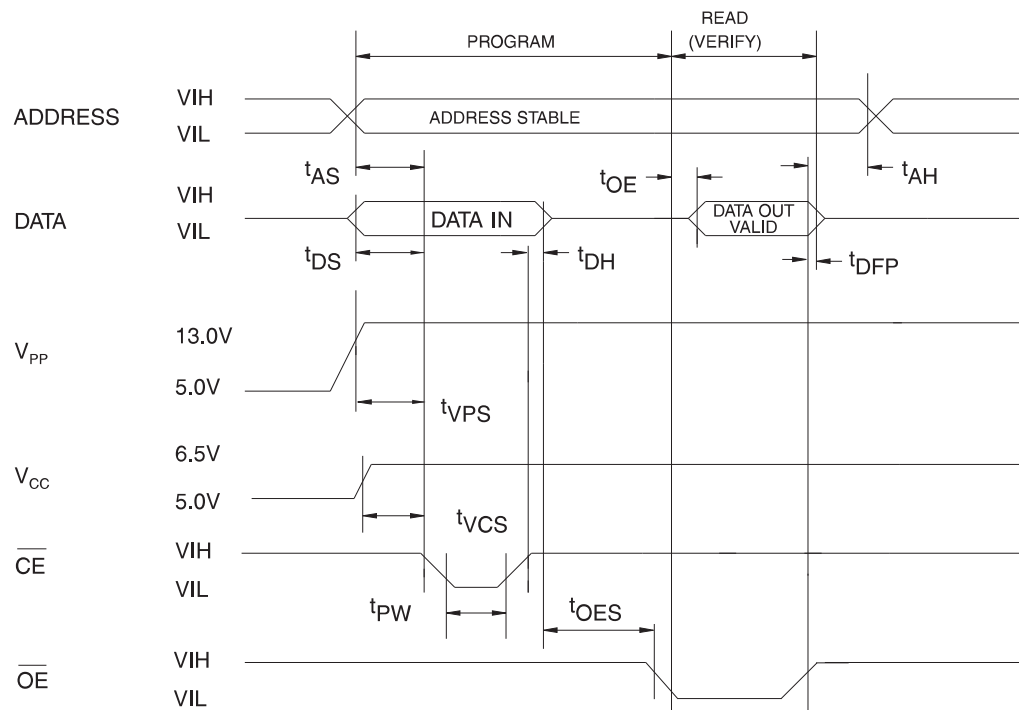 READ
PROGRAM (VERIFY)
ADDRESS VIH
VIL ADDRESS STABLE
tAS tOE tAH
DATA VIH
VIL DATA IN DATA OUT
VALID
tDS tDH tDFP
VPP 13.0V
5.0V
tVPS
VCC 6.5V
5.0V
tVCS
CE VIH
VIL
tPW tOES
OE VIH
VIL